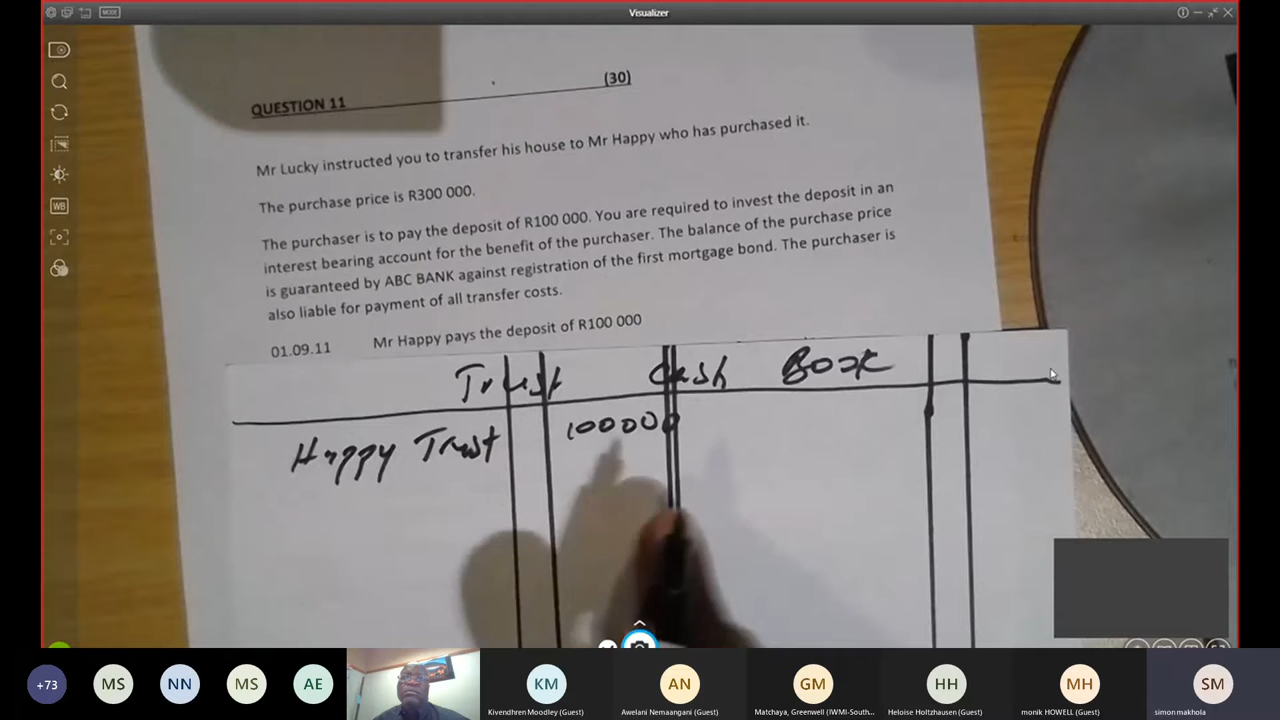 MODE
Visualizer
(30)
QUESTION 11
Mr Lucky instructed you to transfer his house to Mr Happy who has purchased it.
The purchase price is R300 000.
The purchaser is to pay the deposit of R100 000. You are required to invest the deposit in an
interest bearing account for the benefit of the purchaser. The balance of the purchase price
is guaranteed by ABC BANK against registration of the first mortgage bond. The purchaser is
also liable for payment of all transfer costs.
01.09.11 Mr Happy pays the deposit of R100 000
Trust Cash Book
Happy Trust 100000
WB
+73
MS
NN
MS
AE
KM
AN
GM
HH
MH
SM
Kivendhren Moodley (Guest)
Awelani Nemaangani (Guest)
Matchaya, Greenwell (IWMI-South...
Heloise Holtzhausen (Guest)
monik HOWELL (Guest)
simon makhola